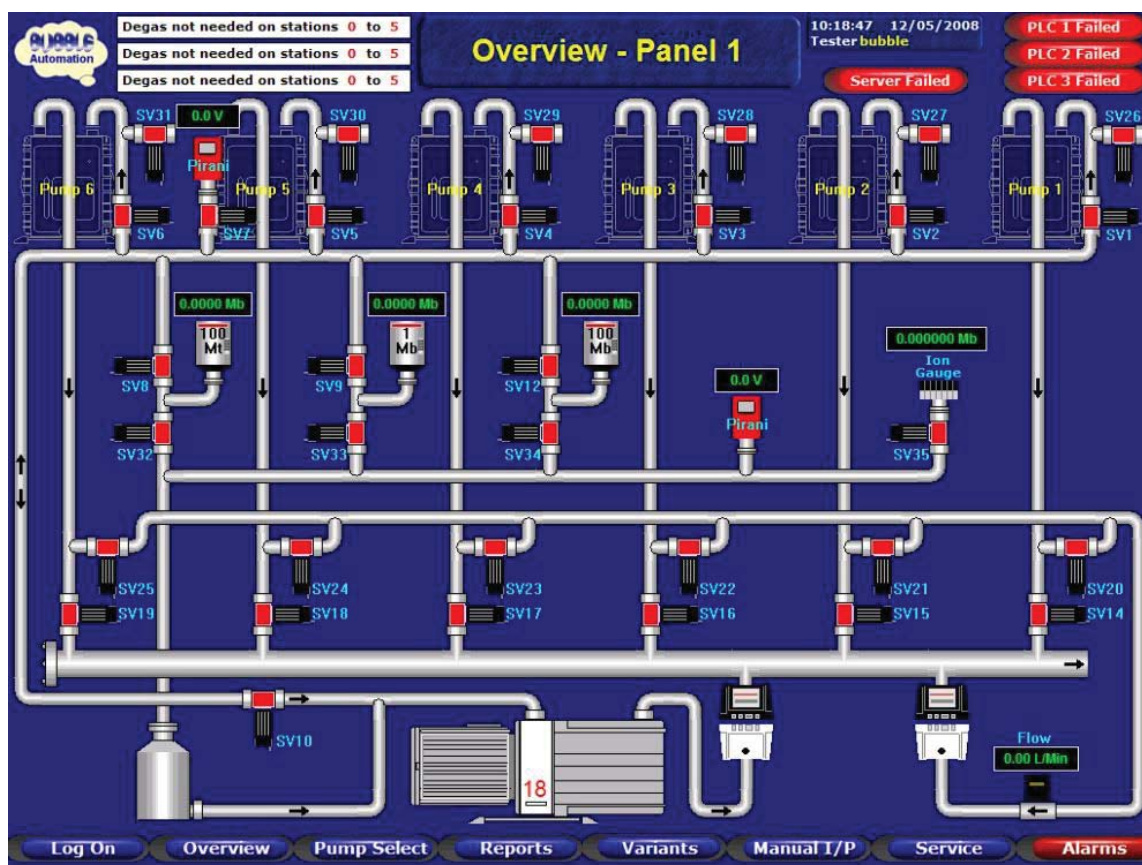 BUBBLE
Automation
Degas not needed on stations 0 to 5
Degas not needed on stations 0 to 5
Degas not needed on stations 0 to 5
Overview - Panel 1
10:18:47 12/05/2008
Tester bubble
Server Failed
PLC 1 Failed
PLC 2 Failed
PLC 3 Failed
SV31
0.0 V
SV30
SV29
SV28
SV27
SV26
Pirani
Pump 6
Pump 5
Pump 4
Pump 3
Pump 2
Pump 1
SV6
SV7
SV5
SV4
SV3
SV2
SV1
0.0000 Mb
0.0000 Mb
0.0000 Mb
100
Mt
1
Mb
100
Mb
0.000000 Mb
Ion
Gauge
SV8
SV9
SV12
0.0 V
Pirani
SV32
SV33
SV34
SV35
SV25
SV24
SV23
SV22
SV21
SV20
SV19
SV18
SV17
SV16
SV15
SV14
SV10
18
Flow
0.00 L/Min
Log On
Overview
Pump Select
Reports
Variants
Manual I/P
Service
Alarms